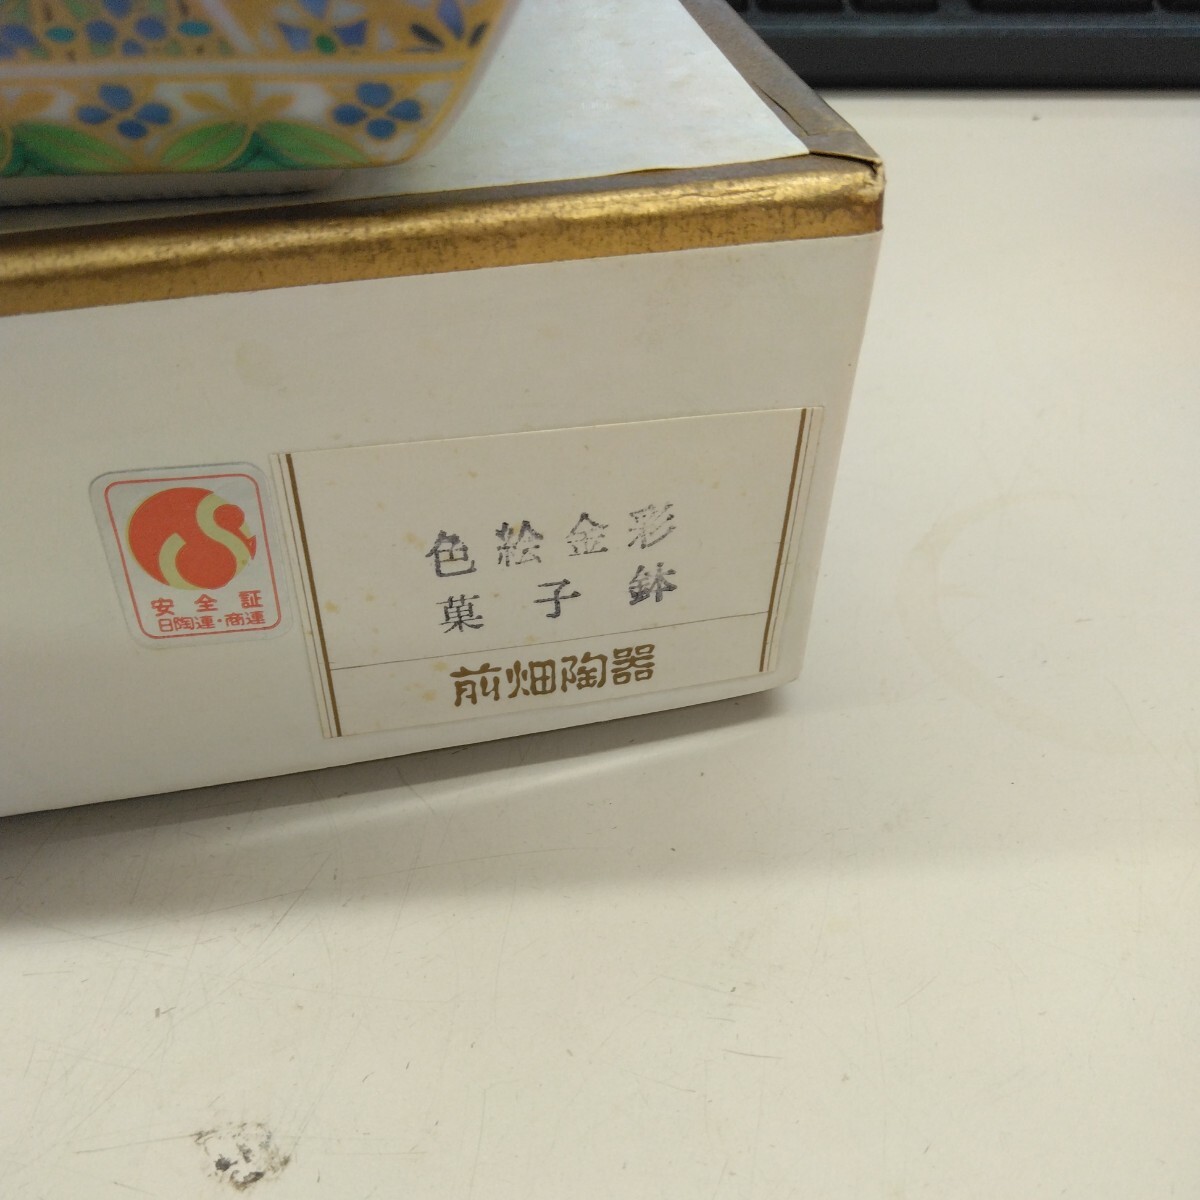 安全証
日陶連・商連
色絵金彩
菓子鉢
前畑陶器